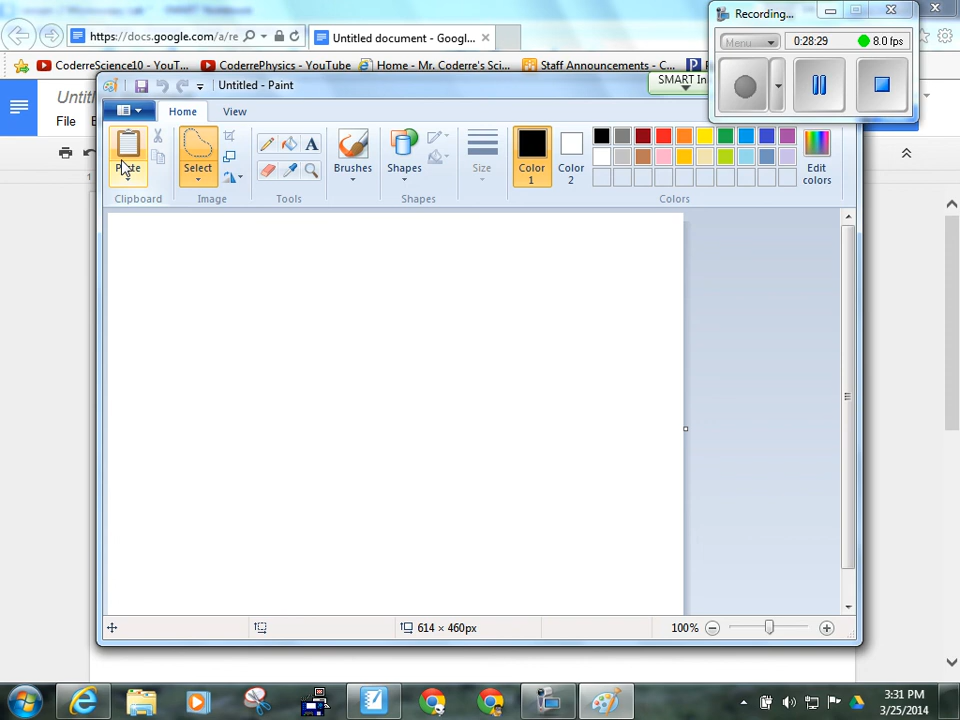 Recording...
https://docs.google.com/a/re
Untitled document - Googl...
Menu
0:28:29
8.0 fps
CoderreScience10 - YouT...
CoderrePhysics - YouTube
Home - Mr. Coderre's Sci...
Staff Announcements - C...
SMART In
Untitled - Paint
Home
View
File
Paste
Select
Brushes
Shapes
Size
Color
1
Color
2
Edit
colors
Clipboard
Image
Tools
Shapes
Colors
1
614 × 460px
100%
3:31 PM
3/25/2014